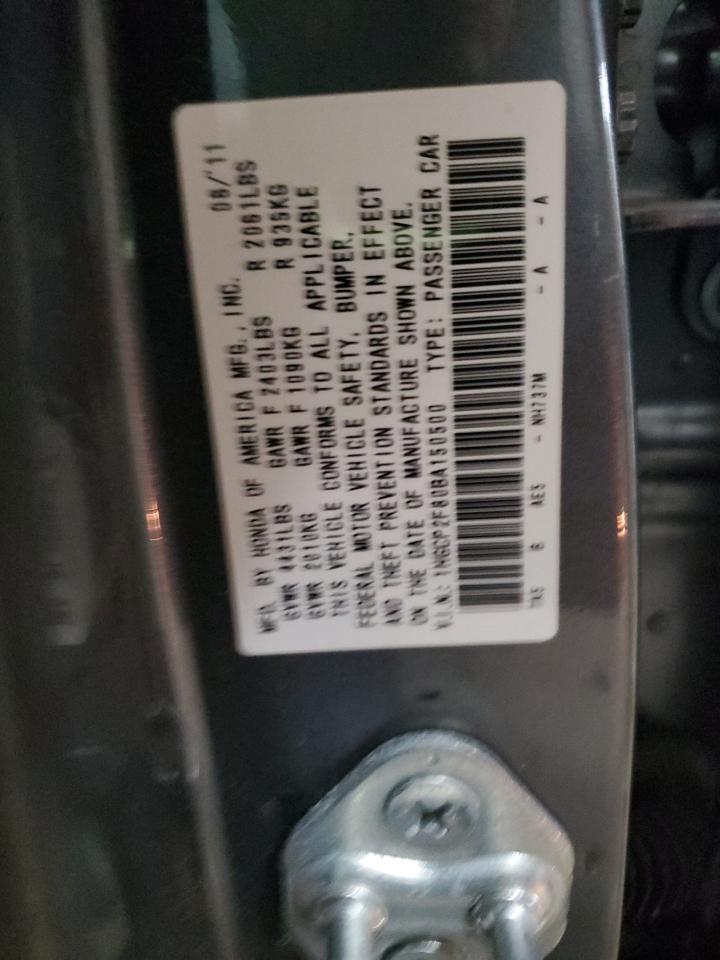 MFD. BY HONDA OF AMERICA MFG., INC. 08/'11
GVWR 4431LBS GAWR F 2403LBS R 2061LBS
GVWR 2010KG GAWR F 1090KG R 935KG
THIS VEHICLE CONFORMS TO ALL APPLICABLE
FEDERAL MOTOR VEHICLE SAFETY, BUMPER,
AND THEFT PREVENTION STANDARDS IN EFFECT
ON THE DATE OF MANUFACTURE SHOWN ABOVE.
V.I.N.: 1HGCP2F80BA150500 TYPE: PASSENGER CAR
TA5 B AE5 - NH737M - A - A